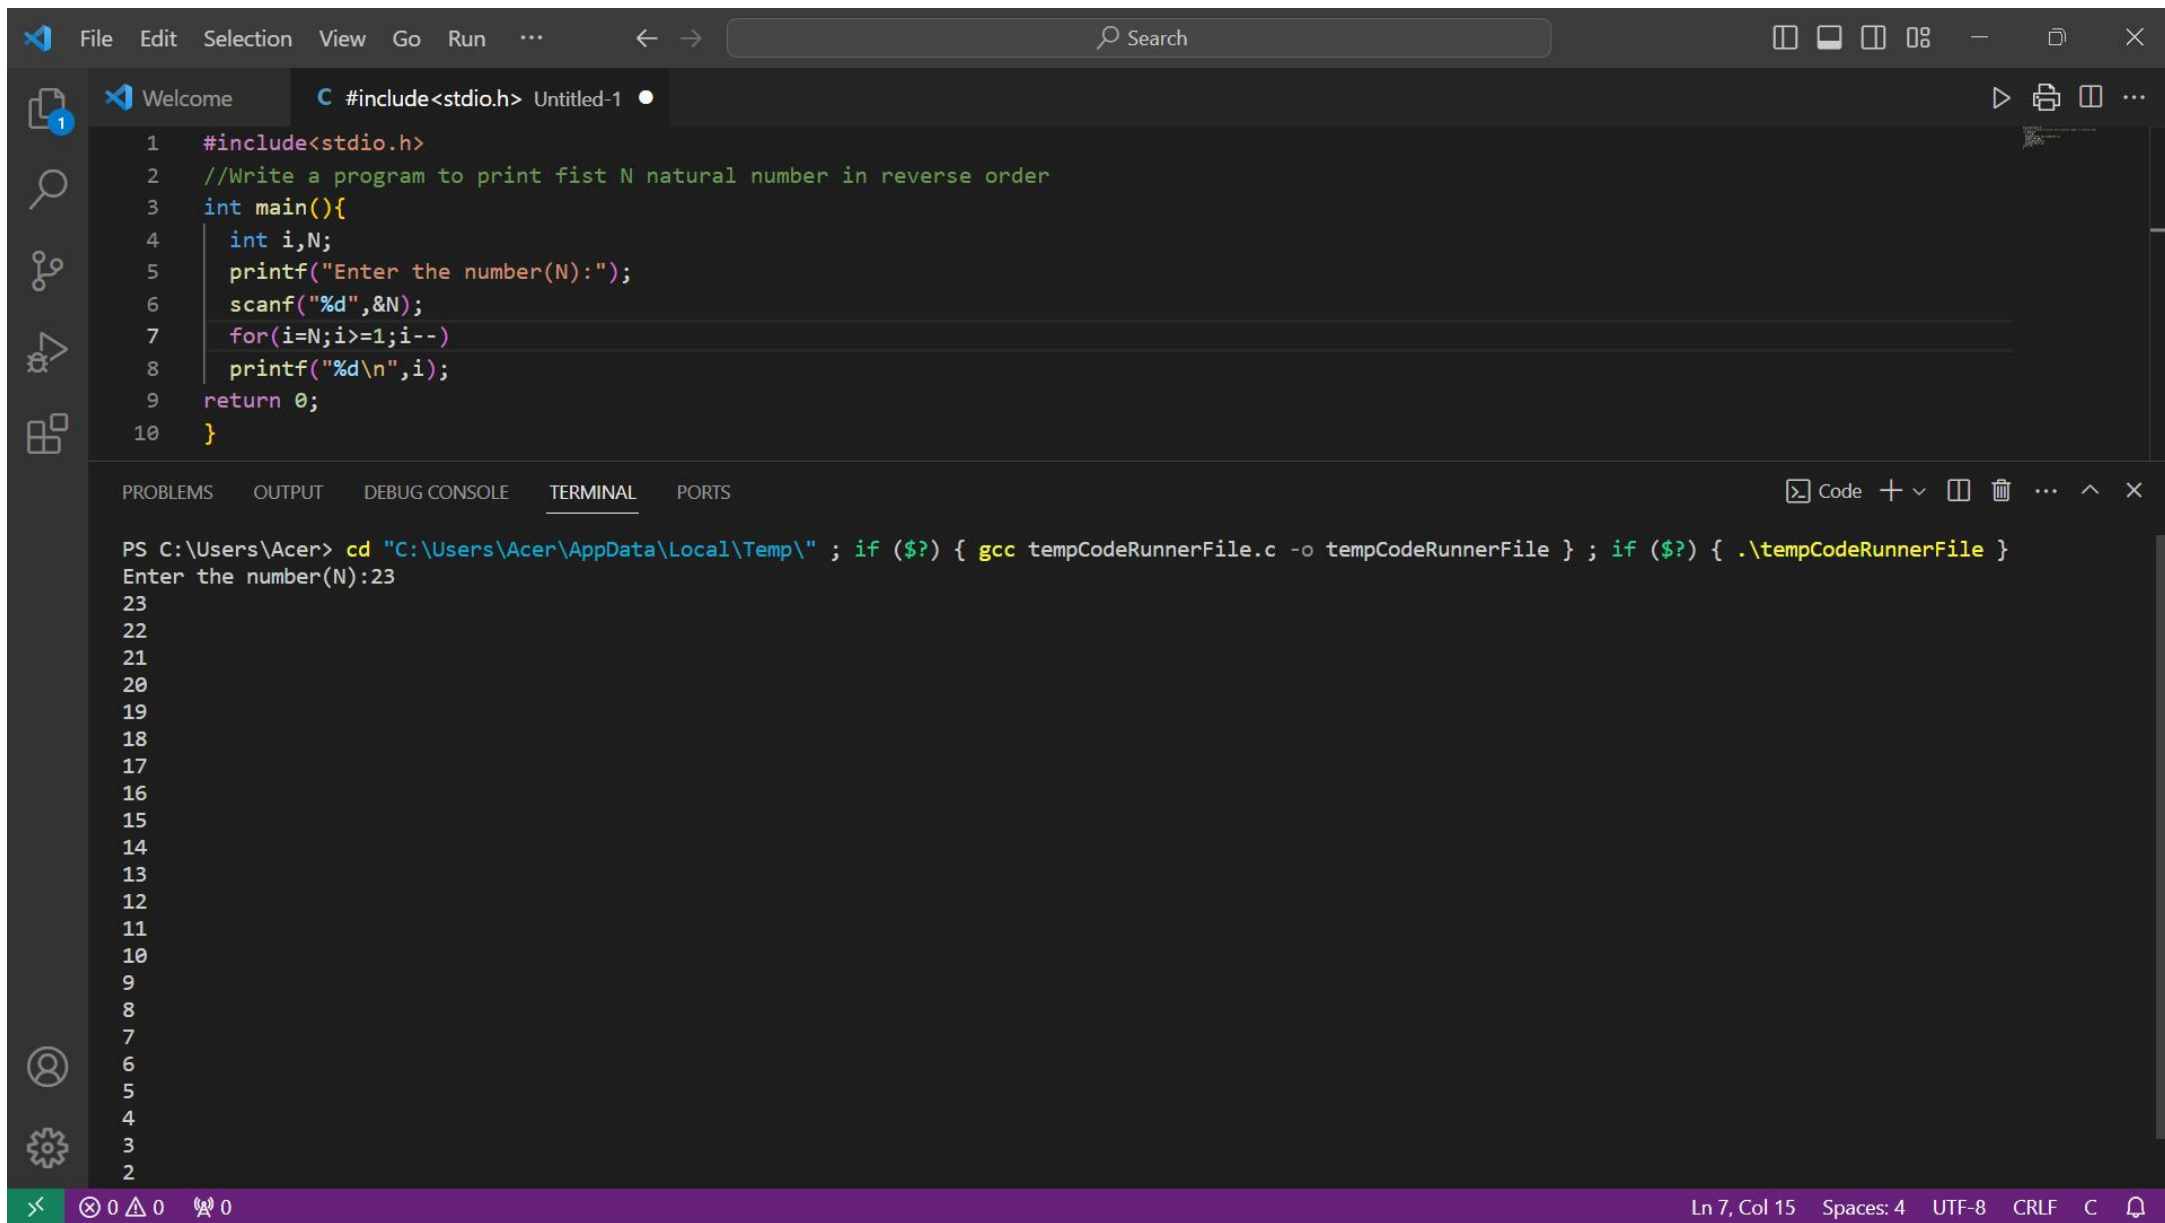 File Edit Selection View Go Run ··· Search
Welcome C #include<stdio.h> Untitled-1
1 #include<stdio.h>
2 //Write a program to print fist N natural number in reverse order
3 int main(){
4 int i,N;
5 printf("Enter the number(N):");
6 scanf("%d",&N);
7 for(i=N;i>=1;i--)
8 printf("%d\n",i);
9 return 0;
10 }
PROBLEMS OUTPUT DEBUG CONSOLE TERMINAL PORTS Code
PS C:\Users\Acer> cd "C:\Users\Acer\AppData\Local\Temp\" ; if ($?) { gcc tempCodeRunnerFile.c -o tempCodeRunnerFile } ; if ($?) { .\tempCodeRunnerFile }
Enter the number(N):23
23
22
21
20
19
18
17
16
15
14
13
12
11
10
9
8
7
6
5
4
3
2
1
0 0 0 Ln 7, Col 15 Spaces: 4 UTF-8 CRLF C